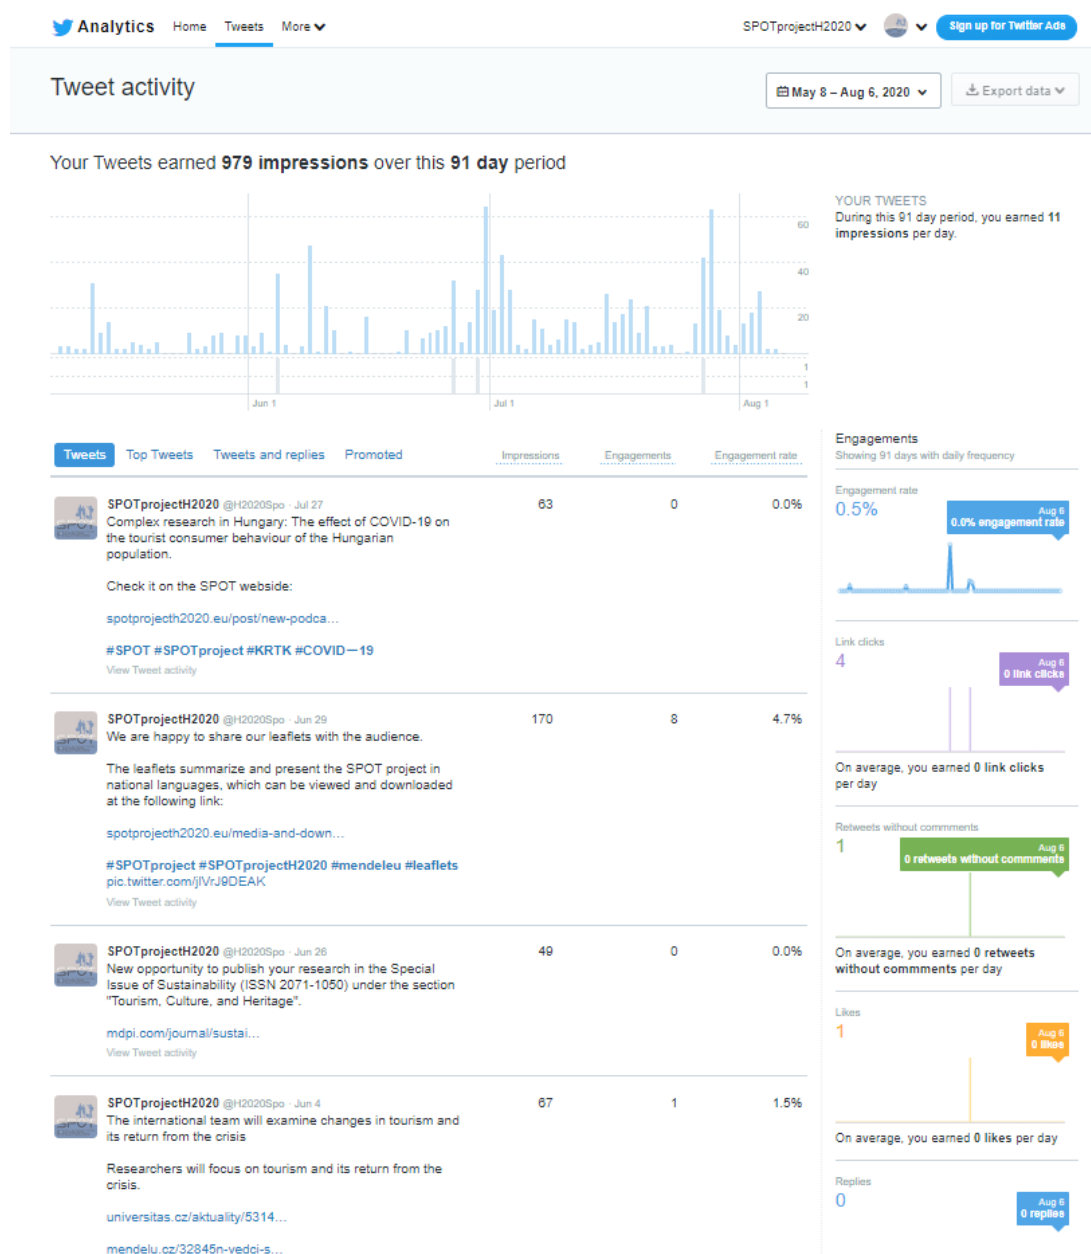 Analytics Home Tweets More SPOTprojectH2020 Sign up for Twitter Ads
Tweet activity
May 8 – Aug 6, 2020 Export data
Your Tweets earned 979 impressions over this 91 day period
60
40
20
1
1
Jun 1 Jul 1 Aug 1
YOUR TWEETS
During this 91 day period, you earned 11
impressions per day.
Tweets Top Tweets Tweets and replies Promoted Impressions Engagements Engagement rate
SPOTprojectH2020 @H2020Spo · Jul 27 63 0 0.0%
Complex research in Hungary: The effect of COVID-19 on
the tourist consumer behaviour of the Hungarian
population.
Check it on the SPOT webside:
spotprojecth2020.eu/post/new-podca…
#SPOT #SPOTproject #KRTK #COVID—19
View Tweet activity
SPOTprojectH2020 @H2020Spo · Jun 29 170 8 4.7%
We are happy to share our leaflets with the audience.
The leaflets summarize and present the SPOT project in
national languages, which can be viewed and downloaded
at the following link:
spotprojecth2020.eu/media-and-down…
#SPOTproject #SPOTprojectH2020 #mendeleu #leaflets
pic.twitter.com/jlVrJ9DEAK
View Tweet activity
SPOTprojectH2020 @H2020Spo · Jun 26 49 0 0.0%
New opportunity to publish your research in the Special
Issue of Sustainability (ISSN 2071-1050) under the section
"Tourism, Culture, and Heritage".
mdpi.com/journal/sustai…
View Tweet activity
SPOTprojectH2020 @H2020Spo · Jun 4 67 1 1.5%
The international team will examine changes in tourism and
its return from the crisis
Researchers will focus on tourism and its return from the
crisis.
universitas.cz/aktuality/5314…
mendelu.cz/32845n-vedci-s…
Engagements
Showing 91 days with daily frequency
Engagement rate
0.5%
Aug 6
0.0% engagement rate
Link clicks
4
Aug 6
0 link clicks
On average, you earned 0 link clicks
per day
Retweets without commments
1
Aug 6
0 retweets without commments
On average, you earned 0 retweets
without commments per day
Likes
1
Aug 6
0 likes
On average, you earned 0 likes per day
Replies
0
Aug 6
0 replies